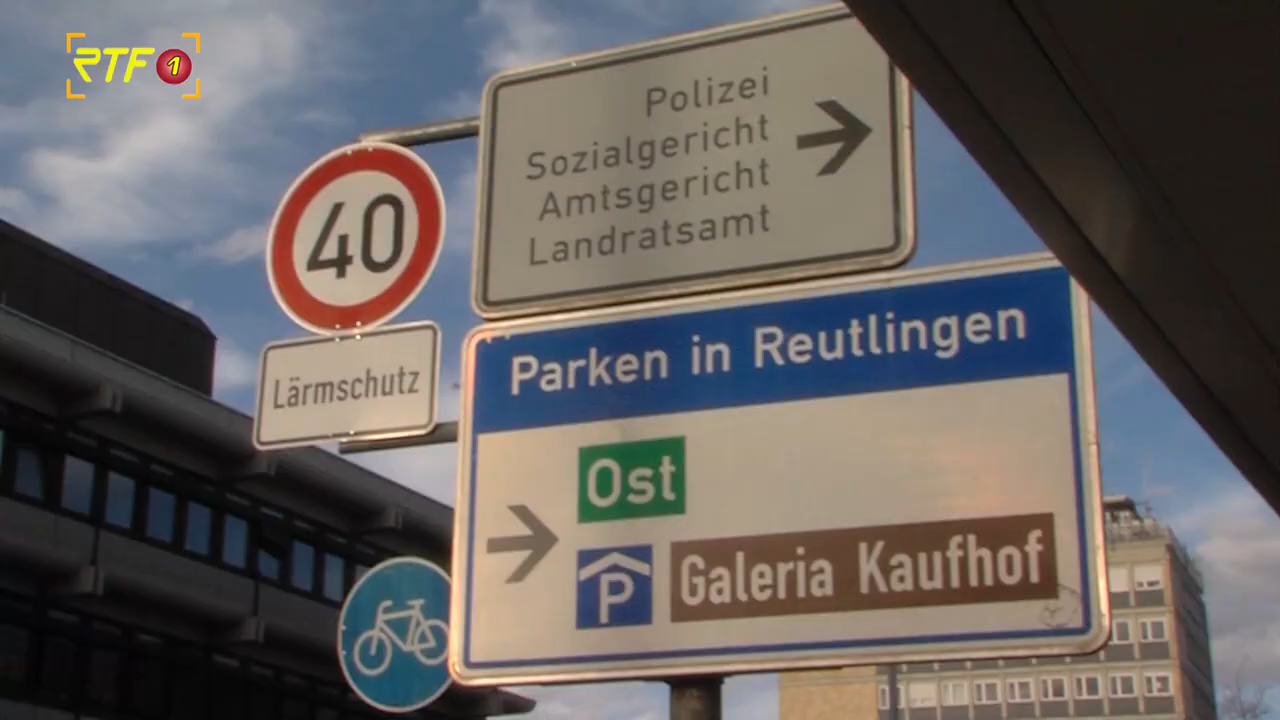 RTF 1
Polizei
Sozialgericht
Amtsgericht
Landratsamt
40
Lärmschutz
Parken in Reutlingen
Ost
P
Galeria Kaufhof